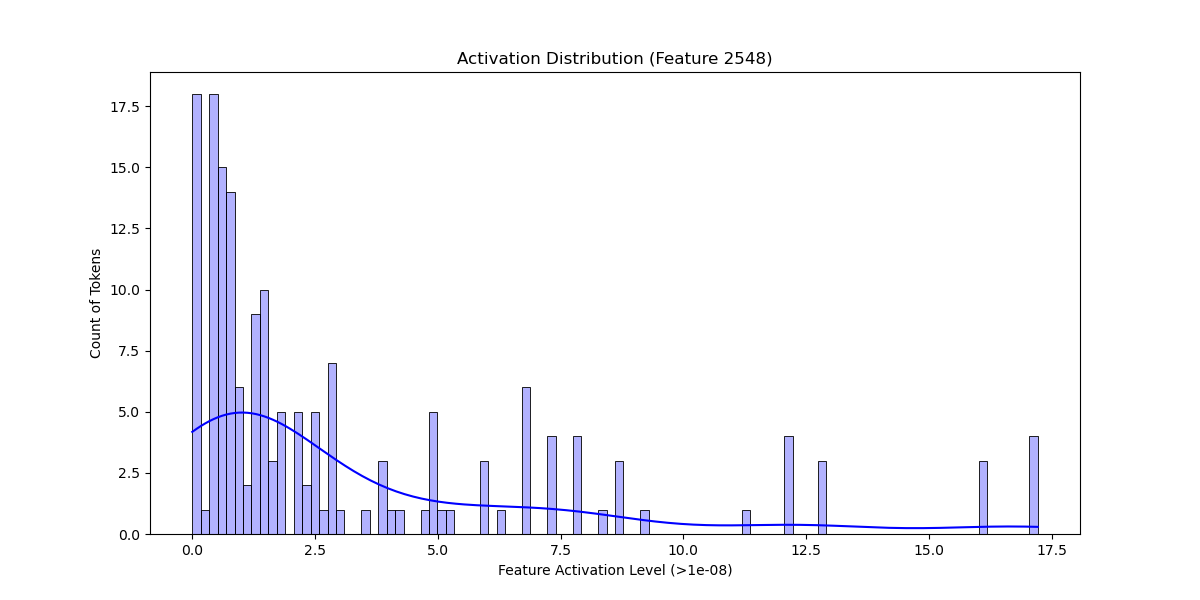 Activation Distribution (Feature 2548)
17.5
15.0
12.5
10.0
7.5
5.0
2.5
0.0
Count of Tokens
0.0 2.5 5.0 7.5 10.0 12.5 15.0 17.5
Feature Activation Level (>1e-08)